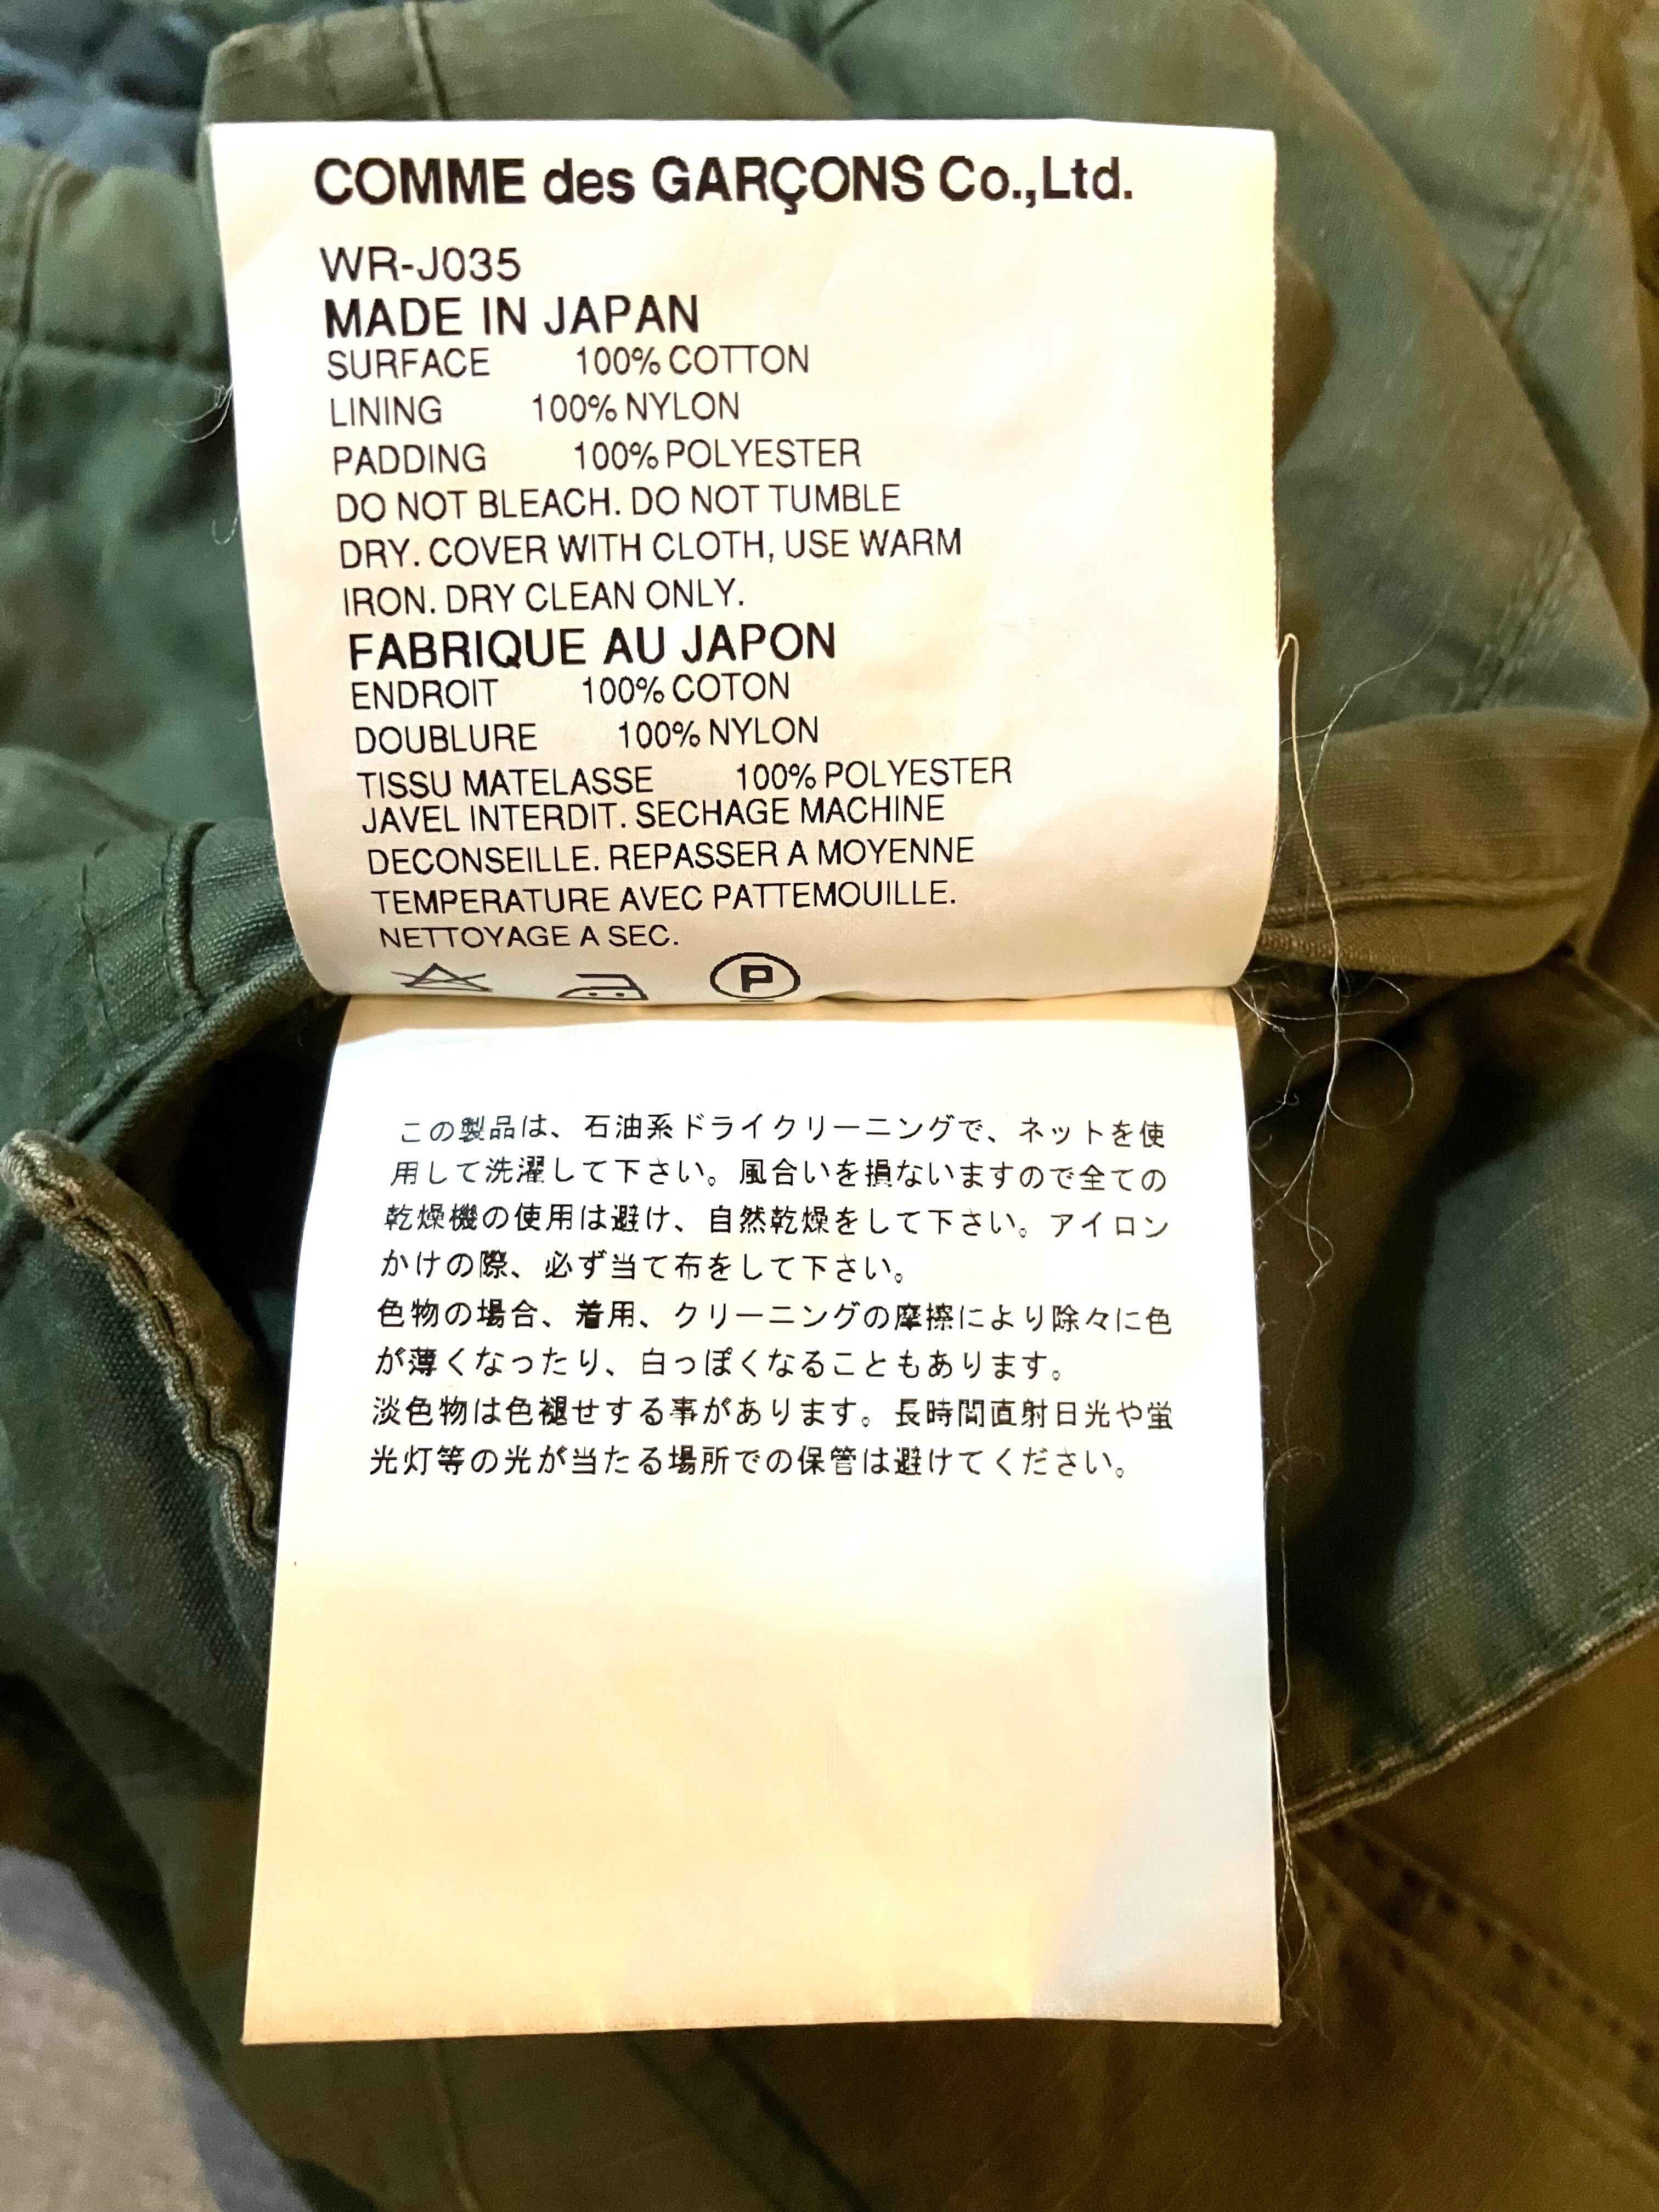 COMME des GARÇONS Co.,Ltd.
WR-J035
MADE IN JAPAN
SURFACE 100% COTTON
LINING 100% NYLON
PADDING 100% POLYESTER
DO NOT BLEACH. DO NOT TUMBLE
DRY. COVER WITH CLOTH, USE WARM
IRON. DRY CLEAN ONLY.
FABRIQUE AU JAPON
ENDROIT 100% COTON
DOUBLURE 100% NYLON
TISSU MATELASSE 100% POLYESTER
JAVEL INTERDIT. SECHAGE MACHINE
DECONSEILLE. REPASSER A MOYENNE
TEMPERATURE AVEC PATTEMOUILLE.
NETTOYAGE A SEC.
P
この製品は、石油系ドライクリーニングで、ネットを使
用して洗濯して下さい。風合いを損ないますので全ての
乾燥機の使用は避け、自然乾燥をして下さい。アイロン
かけの際、必ず当て布をして下さい。
色物の場合、着用、クリーニングの摩擦により除々に色
が薄くなったり、白っぽくなることもあります。
淡色物は色褪せする事があります。長時間直射日光や蛍
光灯等の光が当たる場所での保管は避けてください。